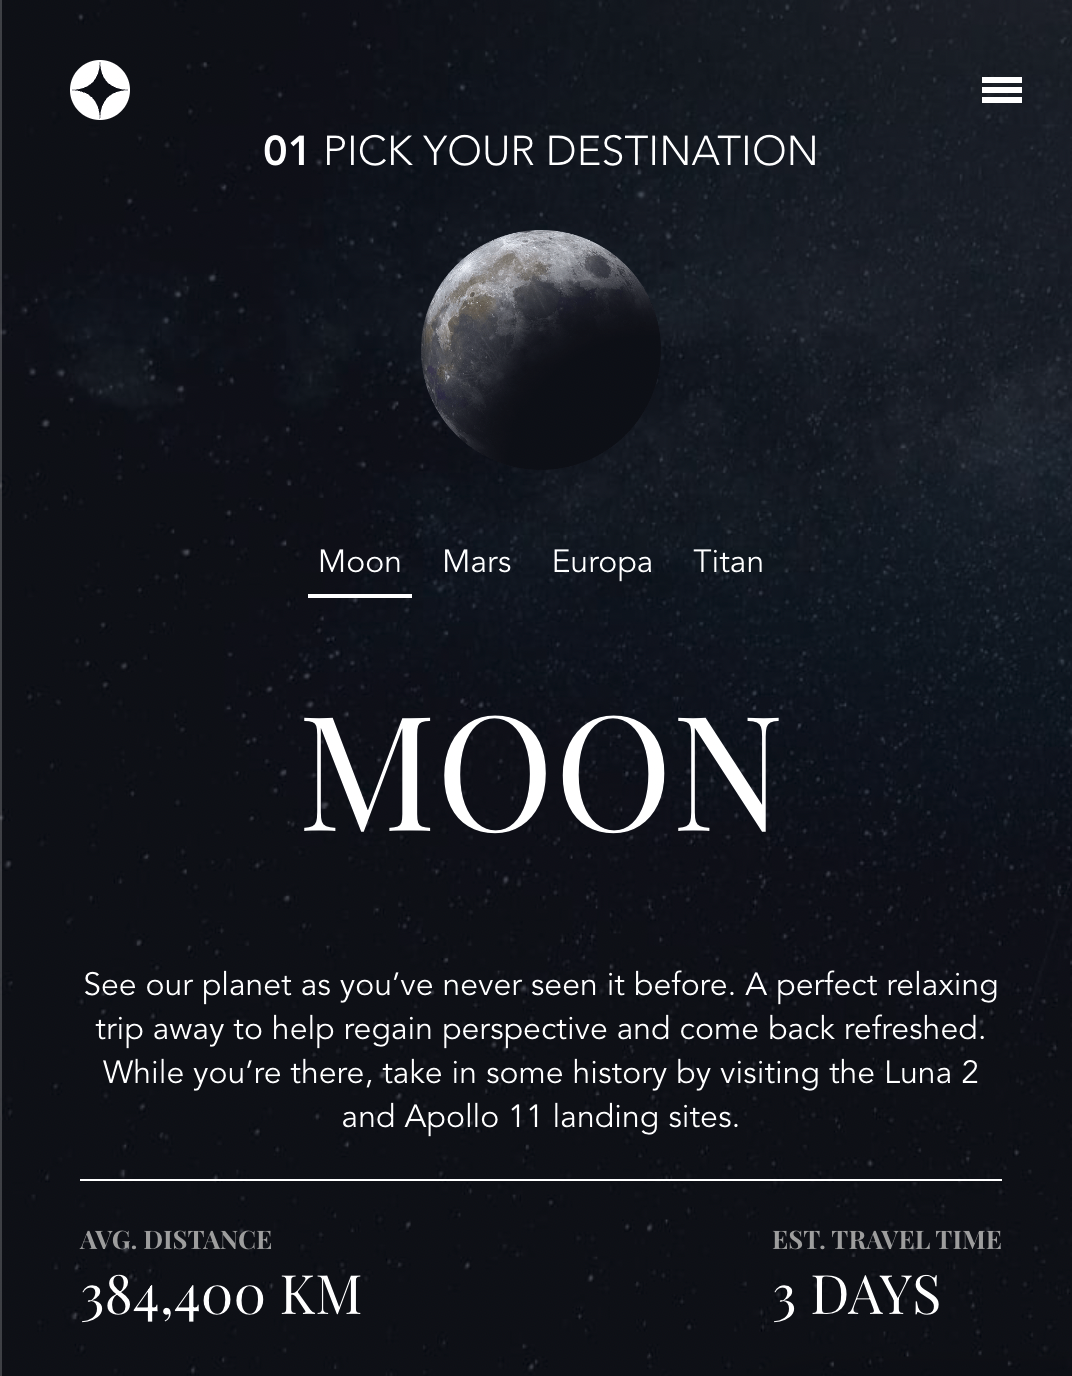 01 PICK YOUR DESTINATION
Moon Mars Europa Titan
MOON
See our planet as you’ve never seen it before. A perfect relaxing
trip away to help regain perspective and come back refreshed.
While you’re there, take in some history by visiting the Luna 2
and Apollo 11 landing sites.
AVG. DISTANCE
384,400 KM
EST. TRAVEL TIME
3 DAYS